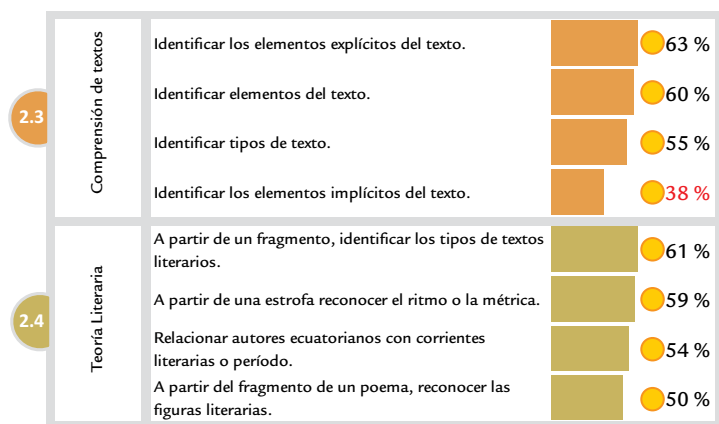 2.3
Comprensión de textos
Identificar los elementos explícitos del texto.
63 %
Identificar elementos del texto.
60 %
Identificar tipos de texto.
55 %
Identificar los elementos implícitos del texto.
38 %
2.4
Teoría Literaria
A partir de un fragmento, identificar los tipos de textos
literarios.
61 %
A partir de una estrofa reconocer el ritmo o la métrica.
59 %
Relacionar autores ecuatorianos con corrientes
literarias o período.
54 %
A partir del fragmento de un poema, reconocer las
figuras literarias.
50 %